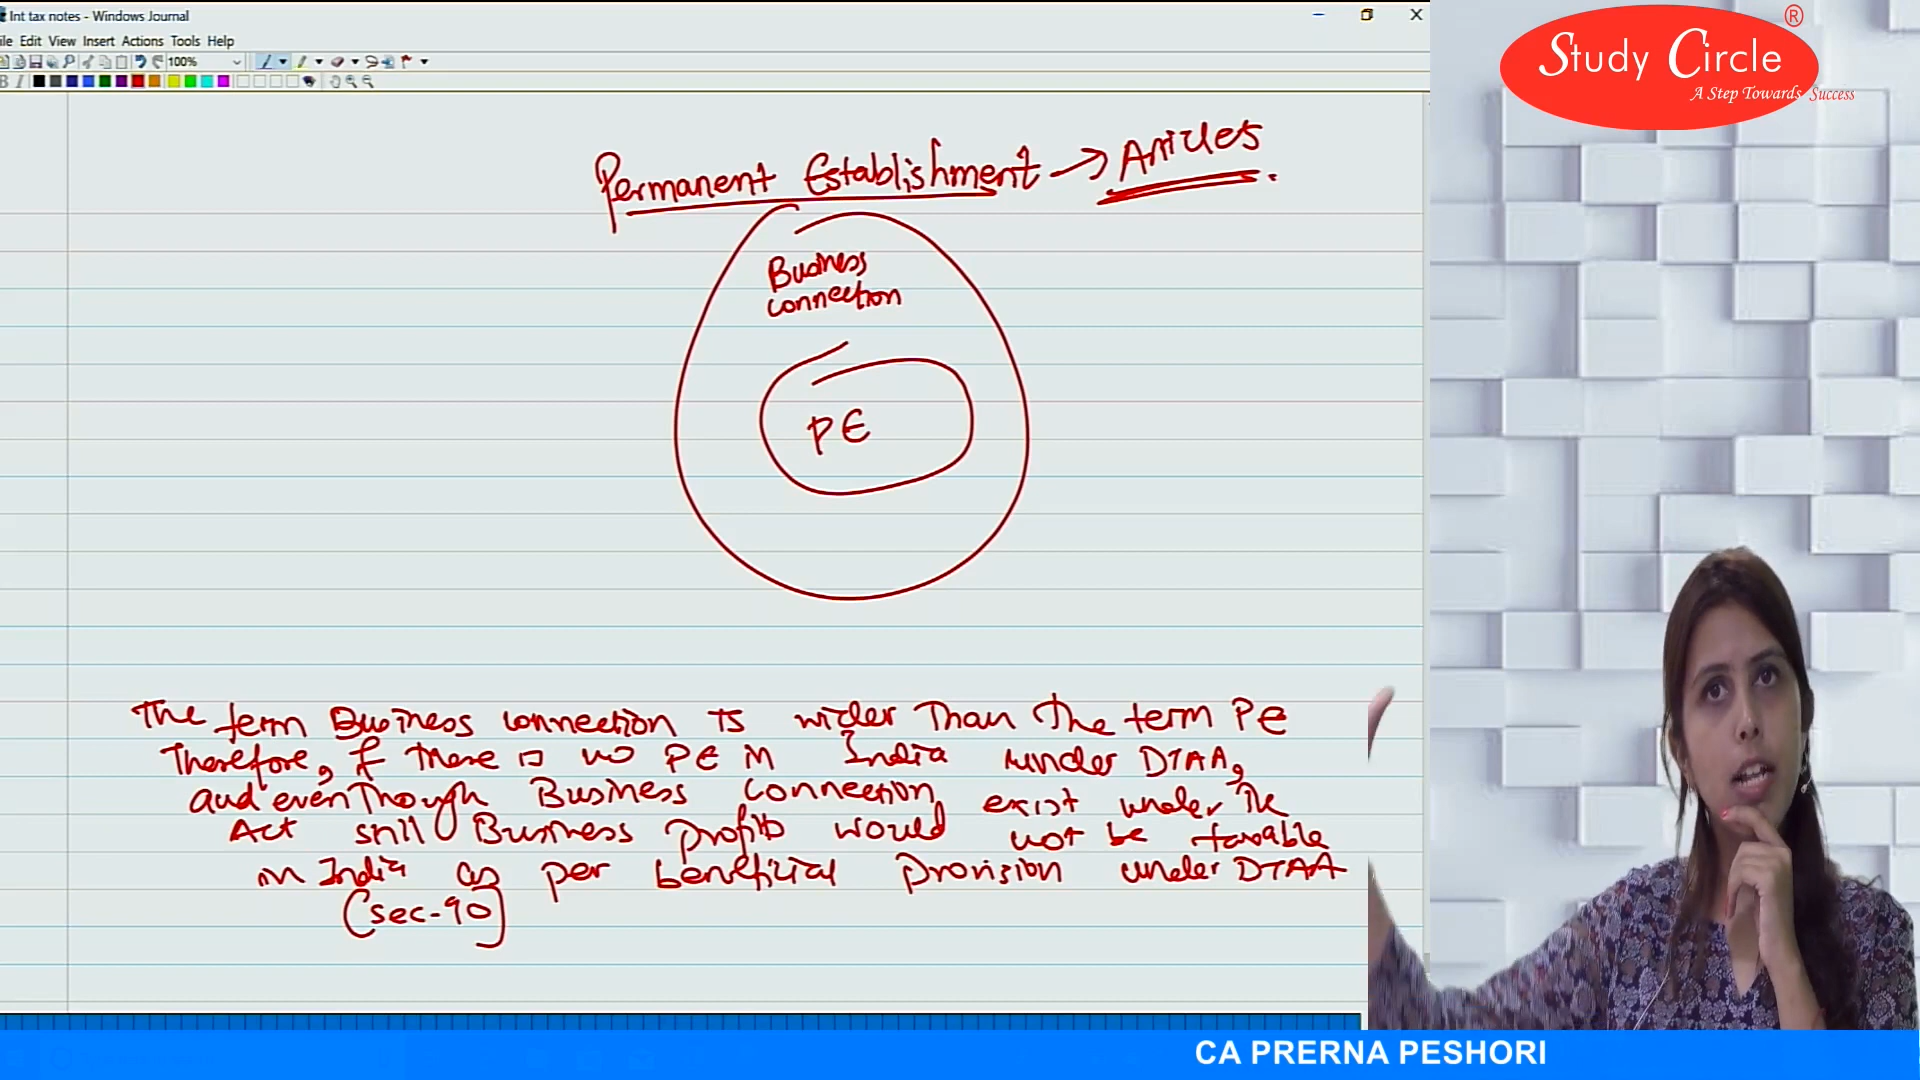 Int tax notes - Windows Journal
ile Edit View Insert Actions Tools Help
100%
B I
Study Circle ®
A Step Towards Success
Permanent Establishment → Articles
Business
connection
PE
The term Business connection is wider Than The term PE
Therefore, if there is no PE in India under DTAA,
and eventhough Business Connection exist under the
Act still Business profits would not be taxable
in India as per beneficial provision under DTAA
(sec-90)
CA PRERNA PESHORI